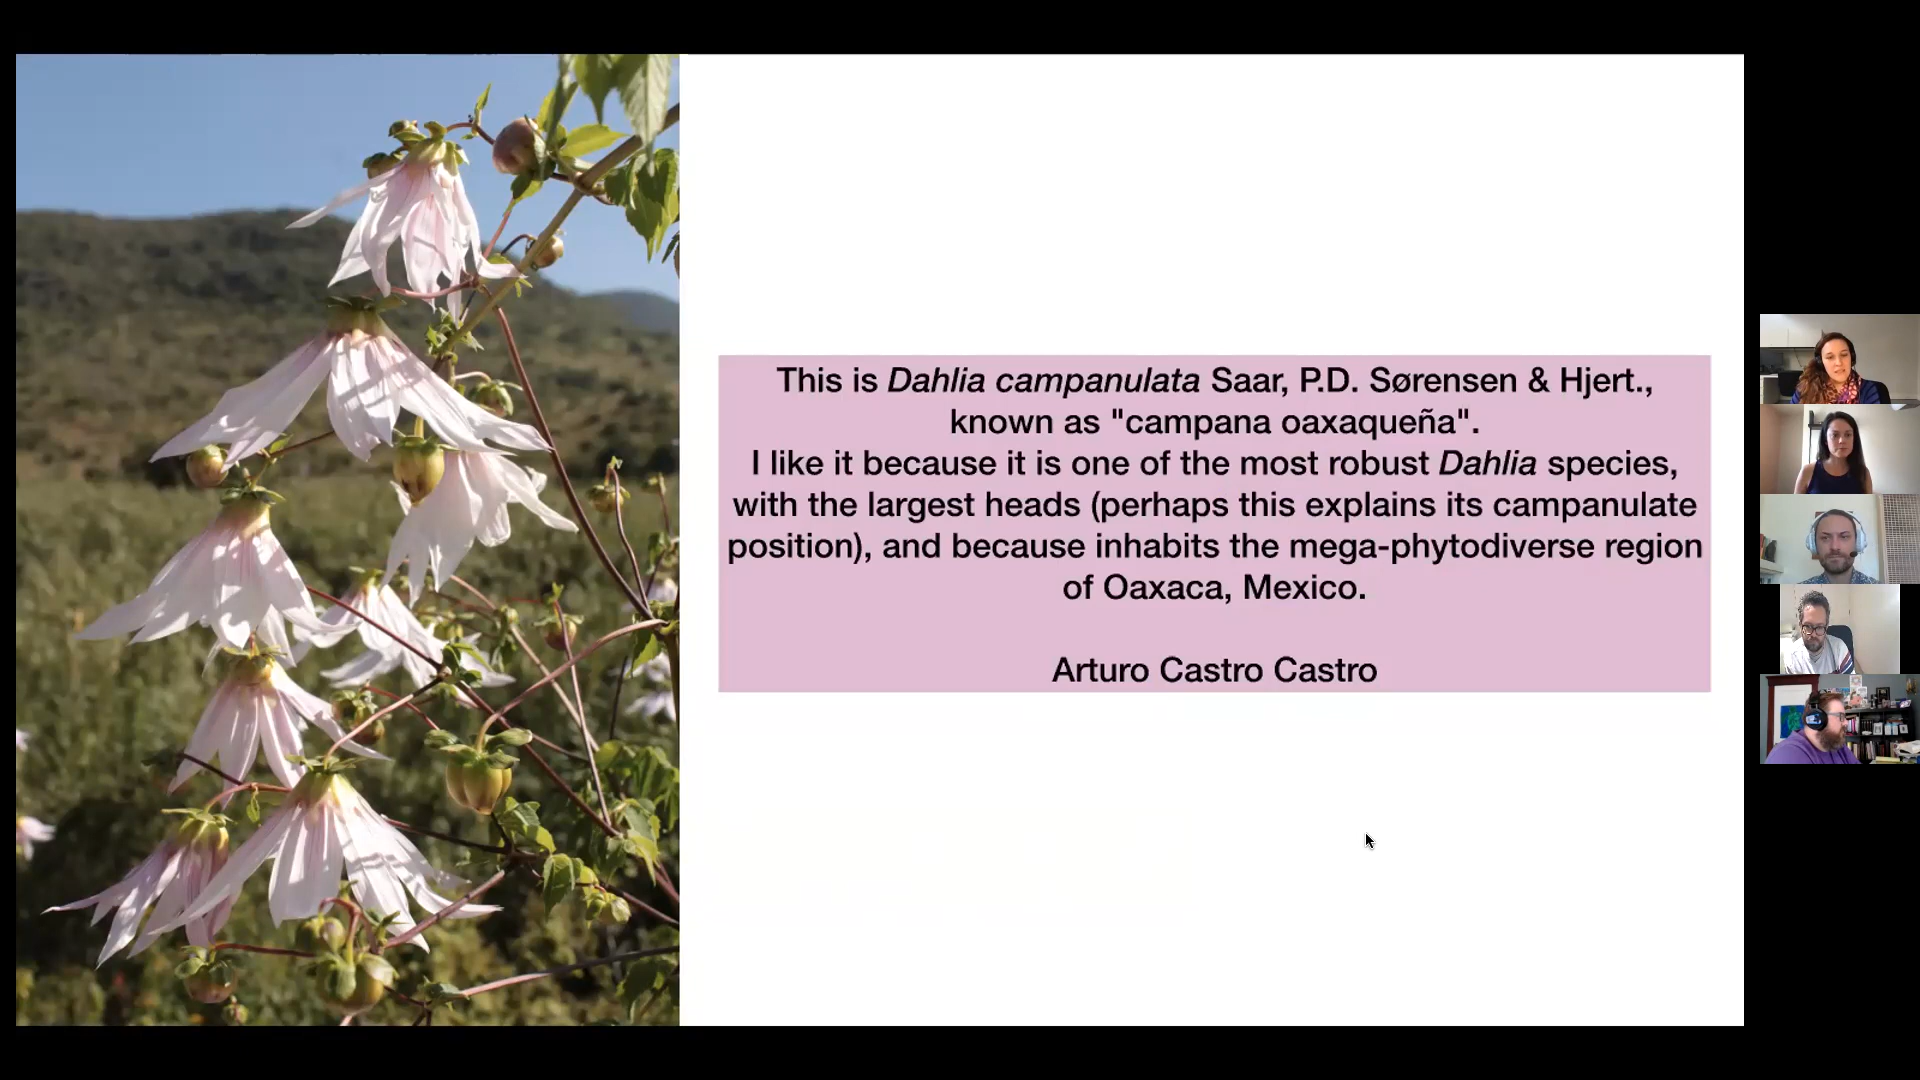 This is Dahlia campanulata Saar, P.D. Sørensen & Hjert.,
known as "campana oaxaqueña".
I like it because it is one of the most robust Dahlia species,
with the largest heads (perhaps this explains its campanulate
position), and because inhabits the mega-phytodiverse region
of Oaxaca, Mexico.
Arturo Castro Castro